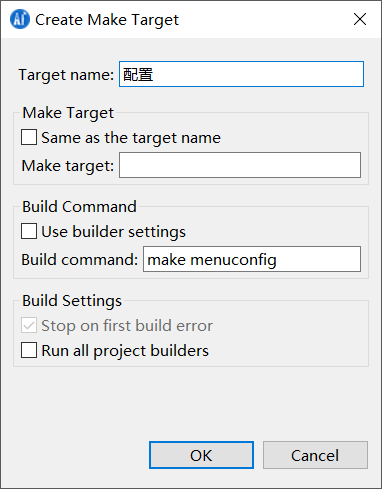 Create Make Target
Target name: 配置
Make Target
Same as the target name
Make target:
Build Command
Use builder settings
Build command: make menuconfig
Build Settings
Stop on first build error
Run all project builders
OK Cancel